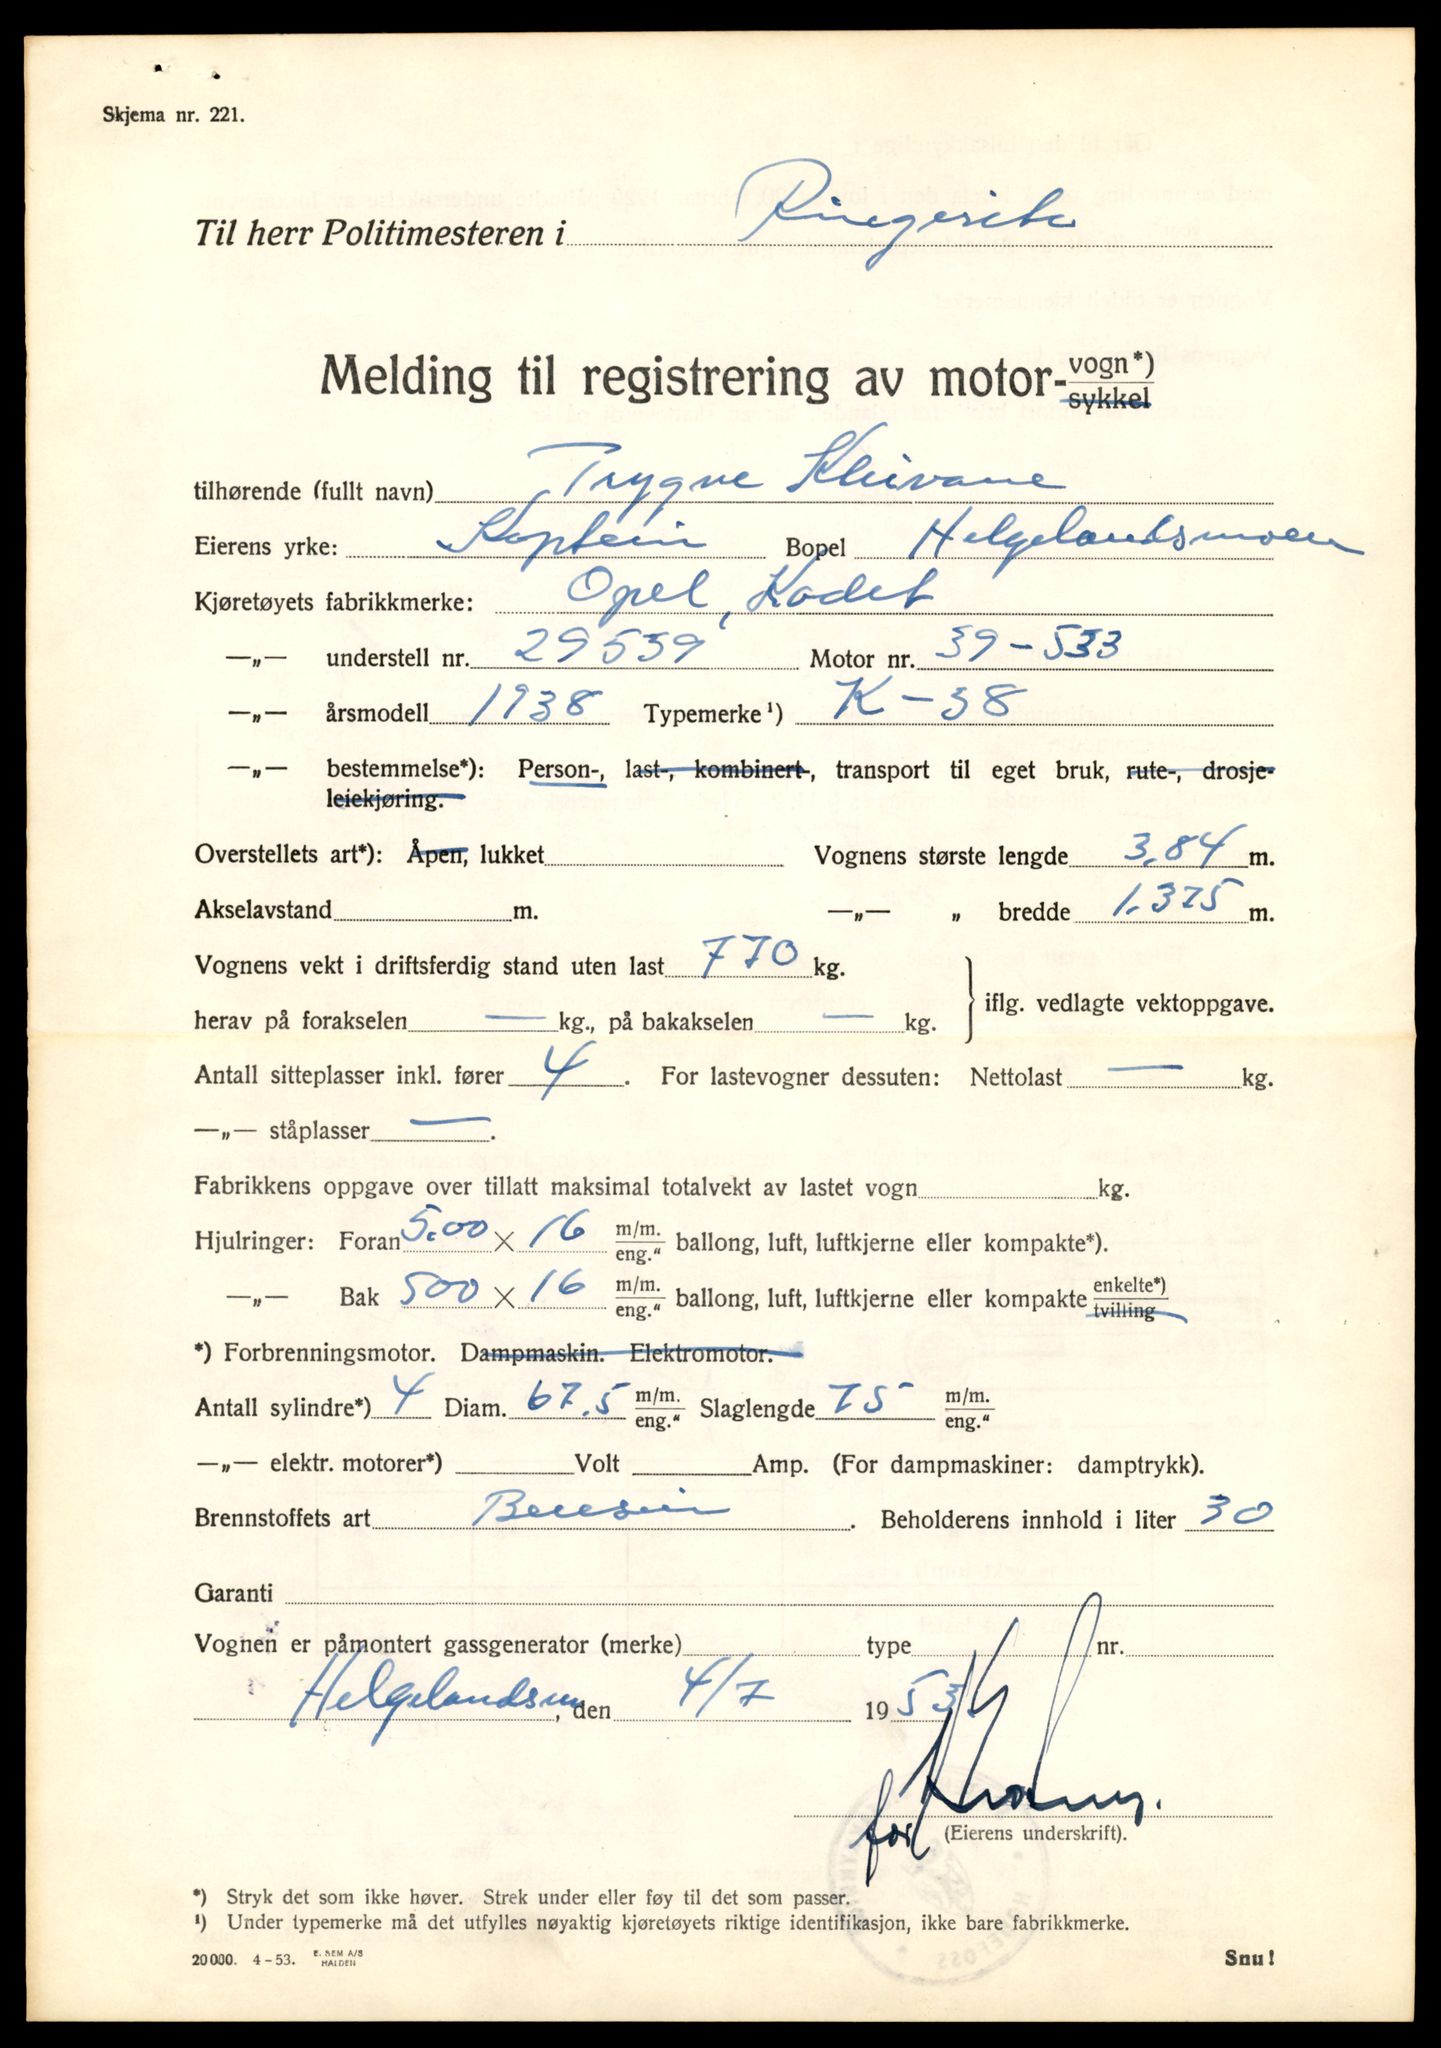 Skjema nr. 221.
Til herr Politimesteren i Ringerike
Melding til registrering av motor- vogn*)
sykkel
tilhørende (fullt navn) Trygve Kleivane
Eierens yrke: Kaptein Bopel Helgelandsmoen
Kjøretøyets fabrikkmerke: Opel, Kadet
—„— understell nr. 29539 Motor nr. 39-533
—„— årsmodell 1938 Typemerke ¹) K-38
—„— bestemmelse*): Person-, last-, kombinert-, transport til eget bruk, rute-, drosje-
leiekjøring.
Overstellets art*): Åpen, lukket Vognens største lengde 3,84 m.
Akselavstand m. —„— „ bredde 1.375 m.
Vognens vekt i driftsferdig stand uten last 770 kg.
iflg. vedlagte vektoppgave.
herav på forakselen — kg., på bakakselen — kg.
Antall sitteplasser inkl. fører 4. For lastevogner dessuten: Nettolast — kg.
—„— ståplasser —.
Fabrikkens oppgave over tillatt maksimal totalvekt av lastet vogn kg.
Hjulringer: Foran 5.00 × 16 m/m. eng." ballong, luft, luftkjerne eller kompakte*).
—„— Bak 500 × 16 m/m. eng." ballong, luft, luftkjerne eller kompakte enkelte*) tvilling
*) Forbrenningsmotor. Dampmaskin. Elektromotor.
Antall sylindre*) 4 Diam. 67.5 m/m. eng." Slaglengde 75 m/m. eng."
—„— elektr. motorer*) Volt Amp. (For dampmaskiner: damptrykk).
Brennstoffets art Bensin. Beholderens innhold i liter 30
Garanti
Vognen er påmontert gassgenerator (merke) type nr.
Helgelandsm, den 4/7 1953
for
(Eierens underskrift).
*) Stryk det som ikke høver. Strek under eller føy til det som passer.
¹) Under typemerke må det utfylles nøyaktig kjøretøyets riktige identifikasjon, ikke bare fabrikkmerke.
20 000. 4-53. E. SEM A/S HALDEN
Snu!